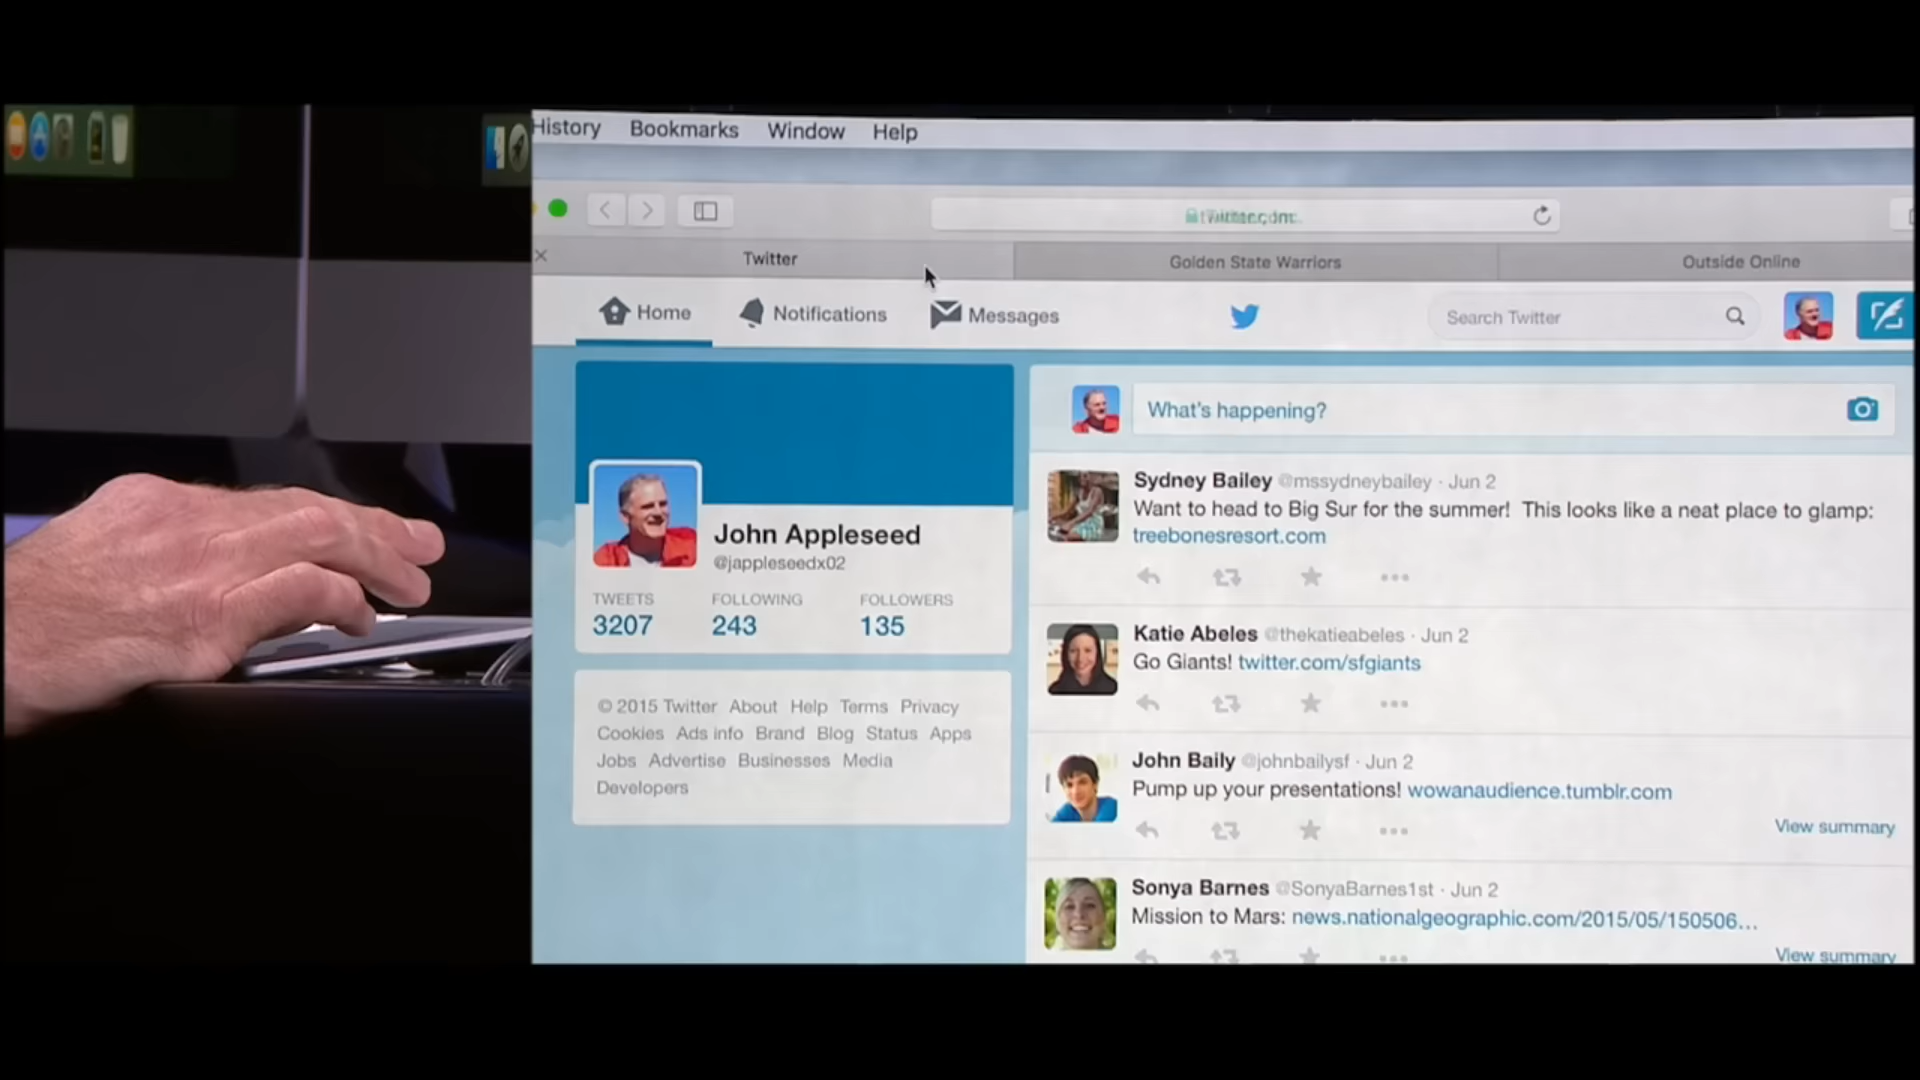 History Bookmarks Window Help
Twitter
Golden State Warriors
Outside Online
Home
Notifications
Messages
Search Twitter
What's happening?
John Appleseed
@jappleseedx02
TWEETS FOLLOWING FOLLOWERS
3207 243 135
© 2015 Twitter About Help Terms Privacy
Cookies Ads info Brand Blog Status Apps
Jobs Advertise Businesses Media
Developers
Sydney Bailey @mssydneybailey · Jun 2
Want to head to Big Sur for the summer! This looks like a neat place to glamp:
treebonesresort.com
Katie Abeles @thekatieabeles · Jun 2
Go Giants! twitter.com/sfgiants
John Baily @johnbailysf · Jun 2
Pump up your presentations! wowanaudience.tumblr.com
View summary
Sonya Barnes @SonyaBarnes1st · Jun 2
Mission to Mars: news.nationalgeographic.com/2015/05/150506...
View summary